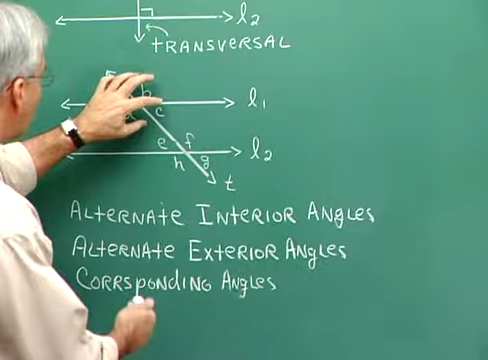 l₂
TRANSVERSAL
b
c l₁
d
e f
h g l₂
t
ALTERNATE INTERIOR ANGLES
ALTERNATE EXTERIOR ANGLES
CORRSPONDING ANGLES